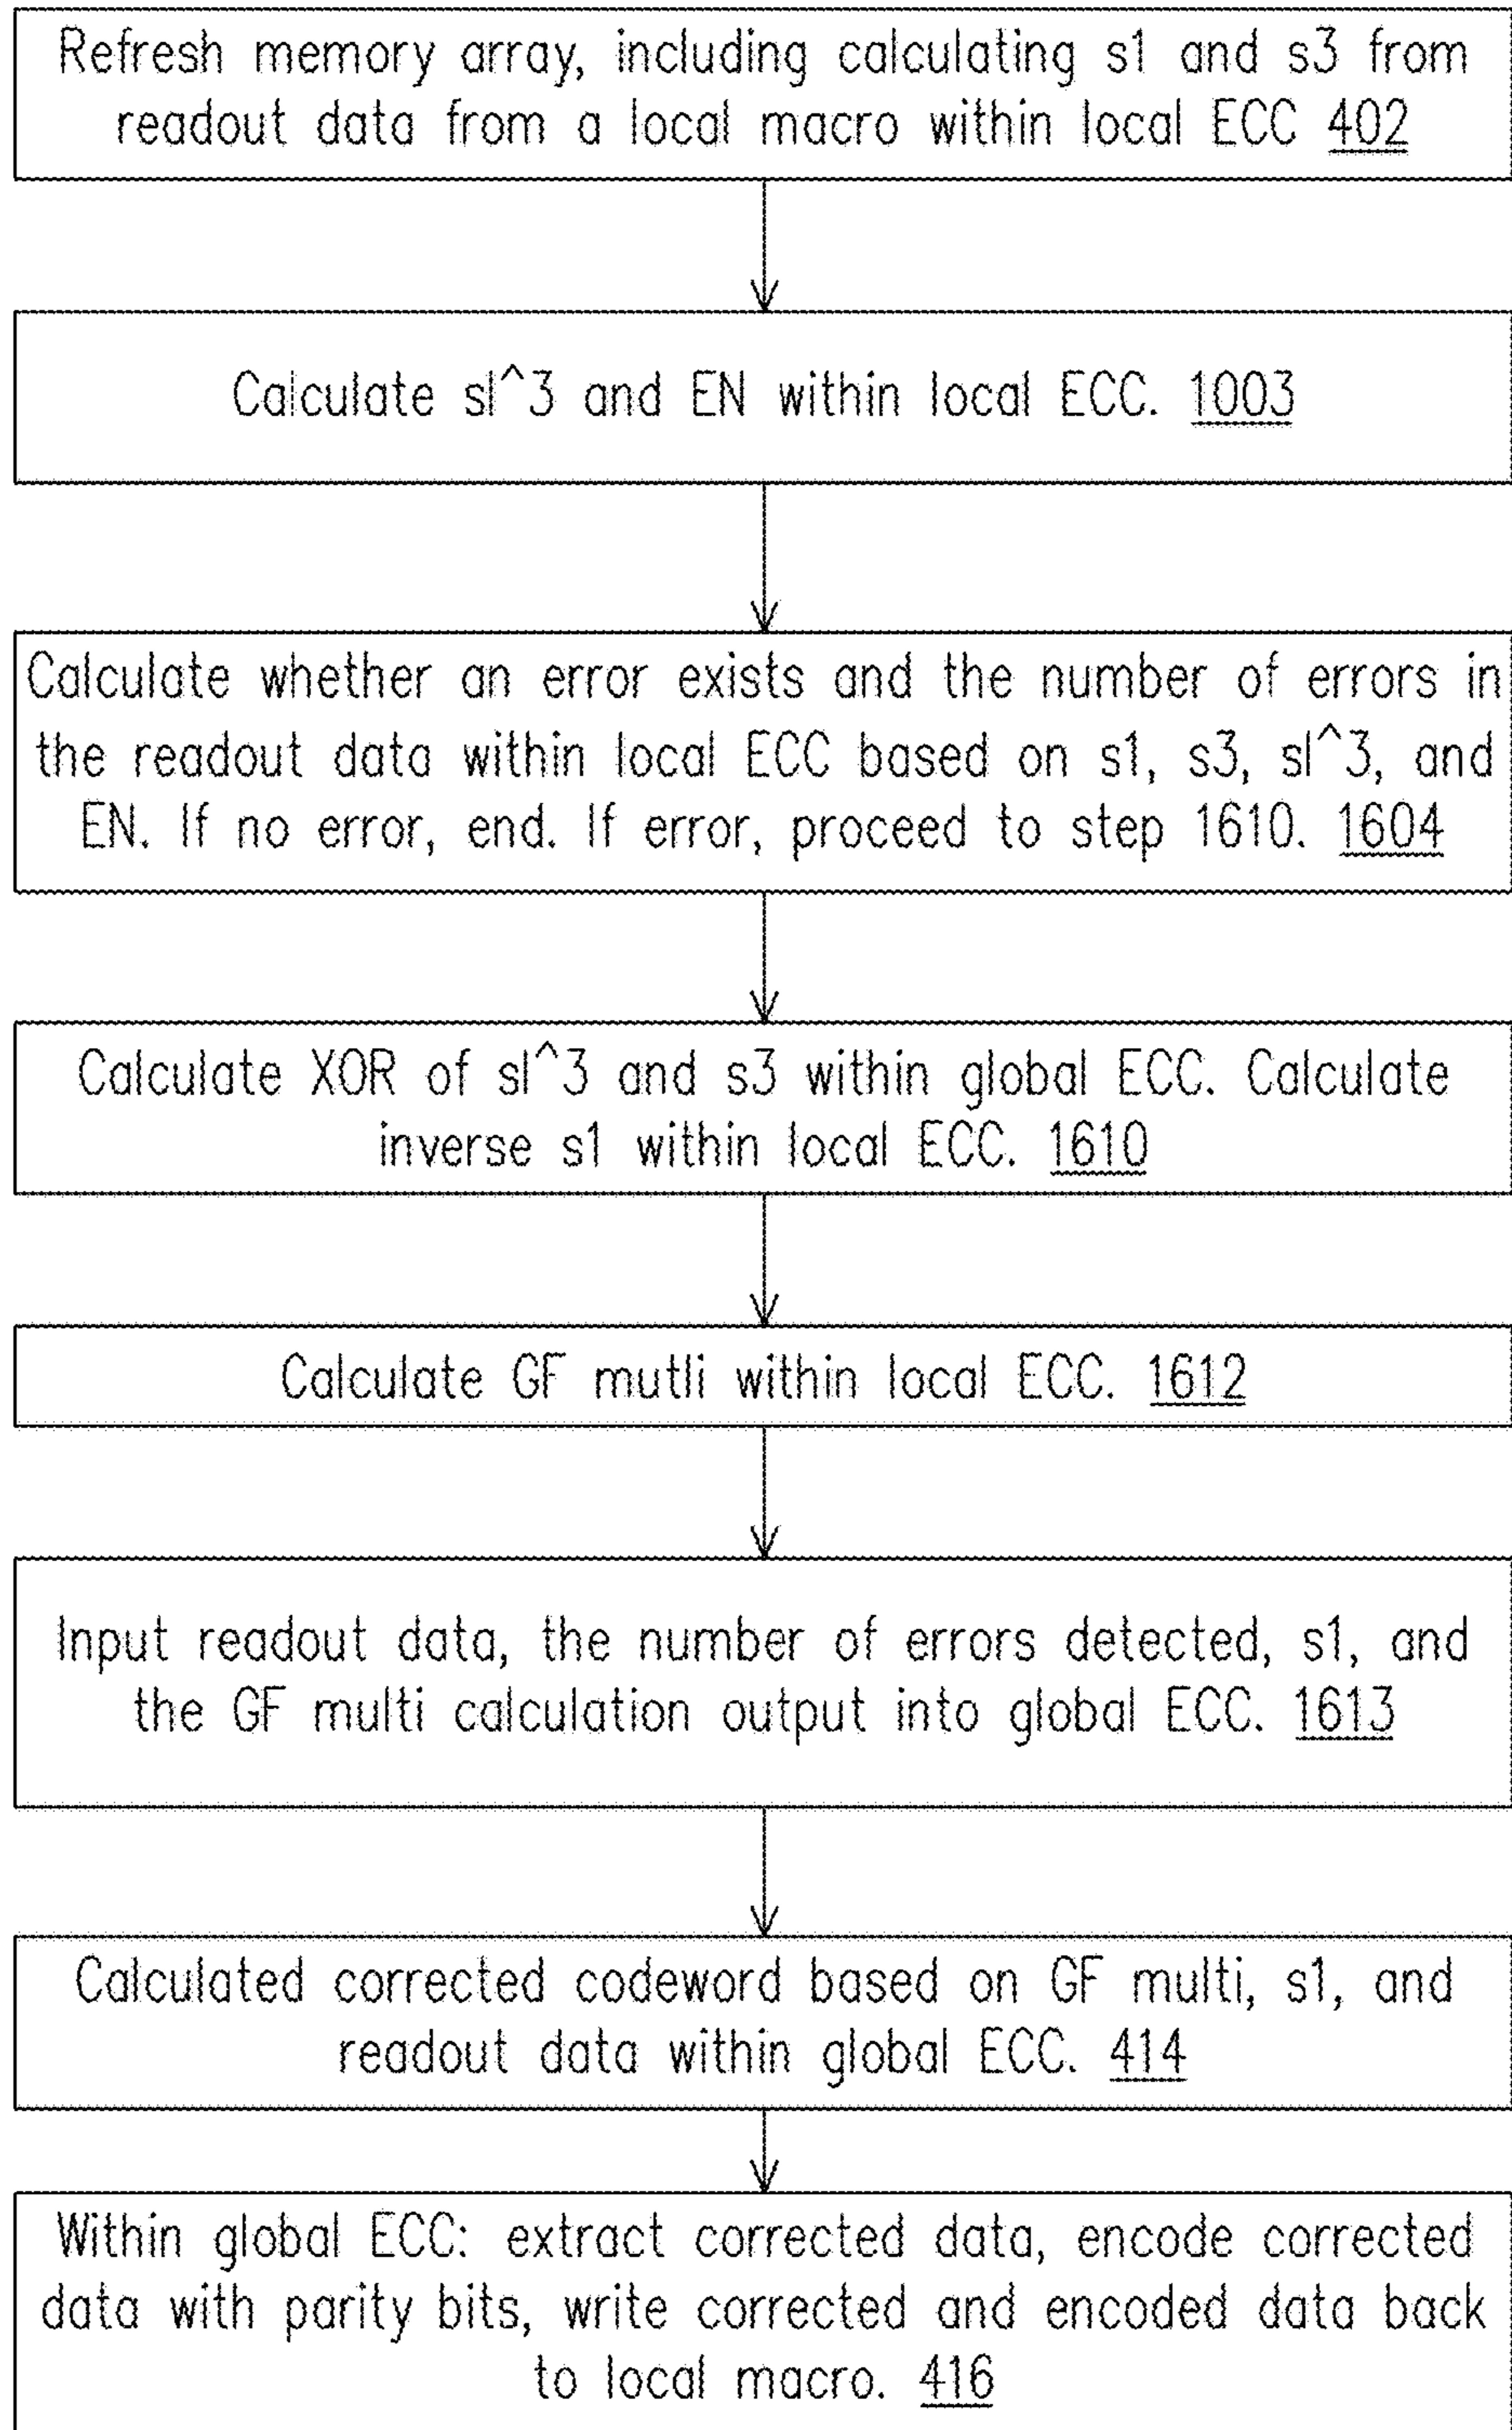 Refresh memory array, including calculating s1 and s3 from
readout data from a local macro within local ECC 402
Calculate sl^3 and EN within local ECC. 1003
Calculate whether an error exists and the number of errors in
the readout data within local ECC based on s1, s3, sl^3, and
EN. If no error, end. If error, proceed to step 1610. 1604
Calculate XOR of sl^3 and s3 within global ECC. Calculate
inverse s1 within local ECC. 1610
Calculate GF mutli within local ECC. 1612
Input readout data, the number of errors detected, s1, and
the GF multi calculation output into global ECC. 1613
Calculated corrected codeword based on GF multi, s1, and
readout data within global ECC. 414
Within global ECC: extract corrected data, encode corrected
data with parity bits, write corrected and encoded data back
to local macro. 416